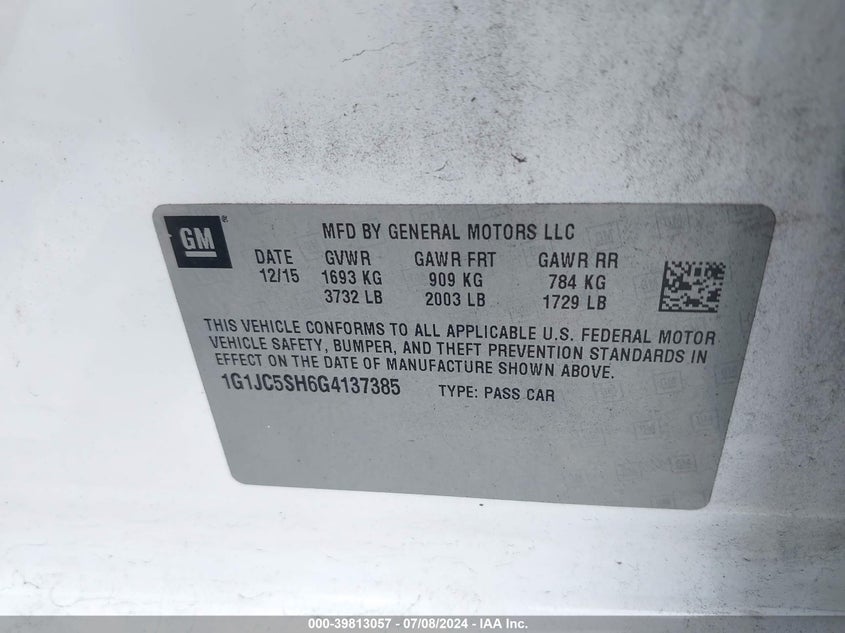 GM ®
MFD BY GENERAL MOTORS LLC
DATE GVWR GAWR FRT GAWR RR
12/15 1693 KG 909 KG 784 KG
3732 LB 2003 LB 1729 LB
THIS VEHICLE CONFORMS TO ALL APPLICABLE U.S. FEDERAL MOTOR
VEHICLE SAFETY, BUMPER, AND THEFT PREVENTION STANDARDS IN
EFFECT ON THE DATE OF MANUFACTURE SHOWN ABOVE.
1G1JC5SH6G4137385 TYPE: PASS CAR
000-39813057 - 07/08/2024 - IAA Inc.